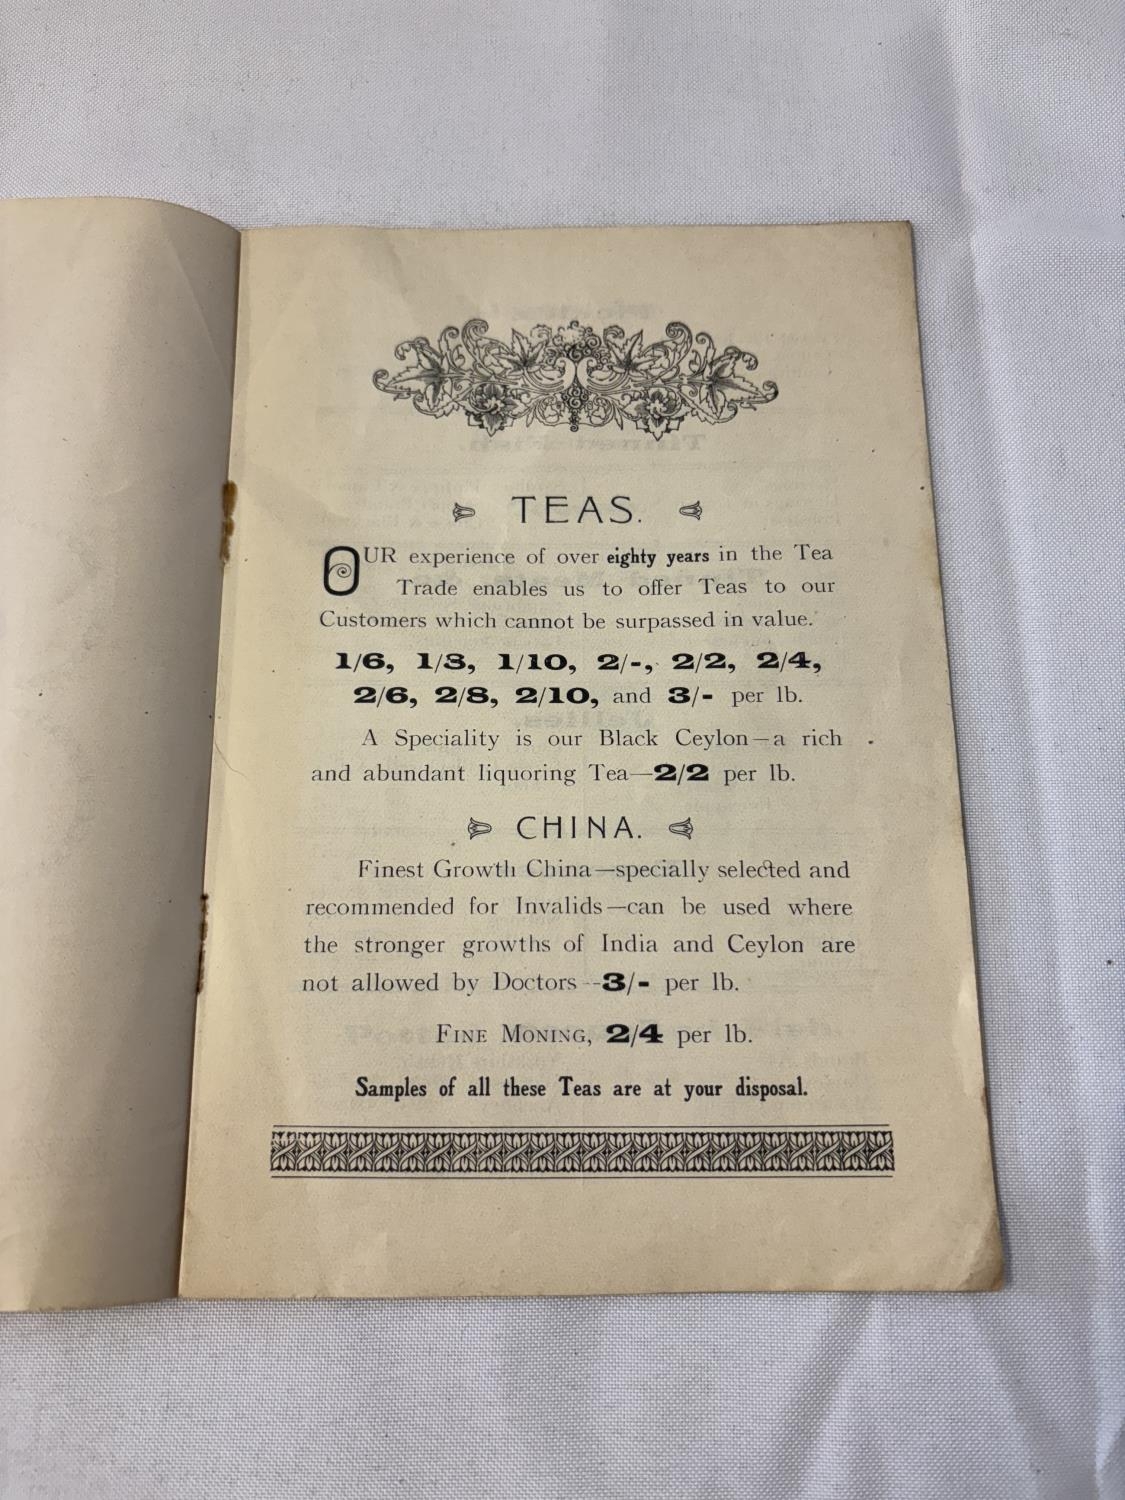 TEAS.
OUR experience of over eighty years in the Tea
Trade enables us to offer Teas to our
Customers which cannot be surpassed in value.
1/6, 1/8, 1/10, 2/-, 2/2, 2/4,
2/6, 2/8, 2/10, and 3/- per lb.
A Speciality is our Black Ceylon—a rich
and abundant liquoring Tea—2/2 per lb.
CHINA.
Finest Growth China—specially selected and
recommended for Invalids—can be used where
the stronger growths of India and Ceylon are
not allowed by Doctors--3/- per lb.
FINE MONING, 2/4 per lb.
Samples of all these Teas are at your disposal.